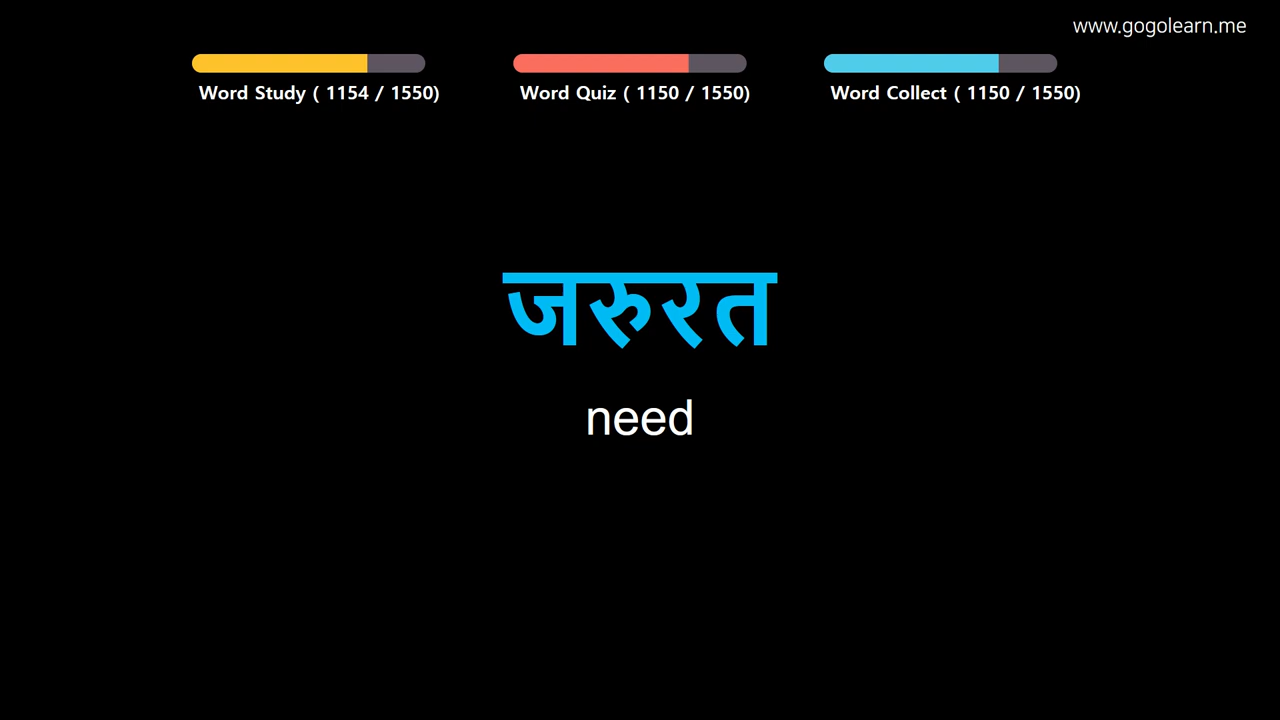 www.gogolearn.me
Word Study ( 1154 / 1550)
Word Quiz ( 1150 / 1550)
Word Collect ( 1150 / 1550)
जरुरत
need